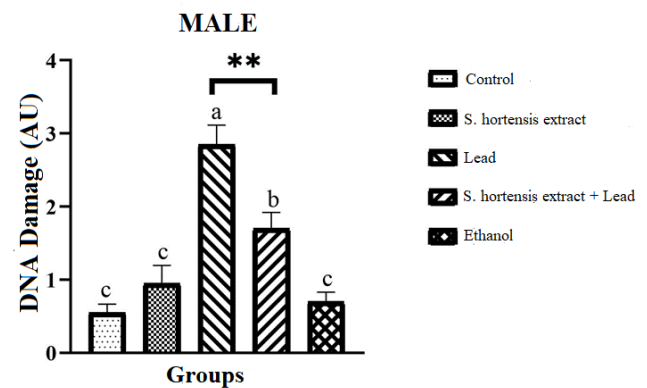 MALE
4
3
2
1
0
DNA Damage (AU)
c
c
a
**
b
c
Groups
Control
S. hortensis extract
Lead
S. hortensis extract + Lead
Ethanol